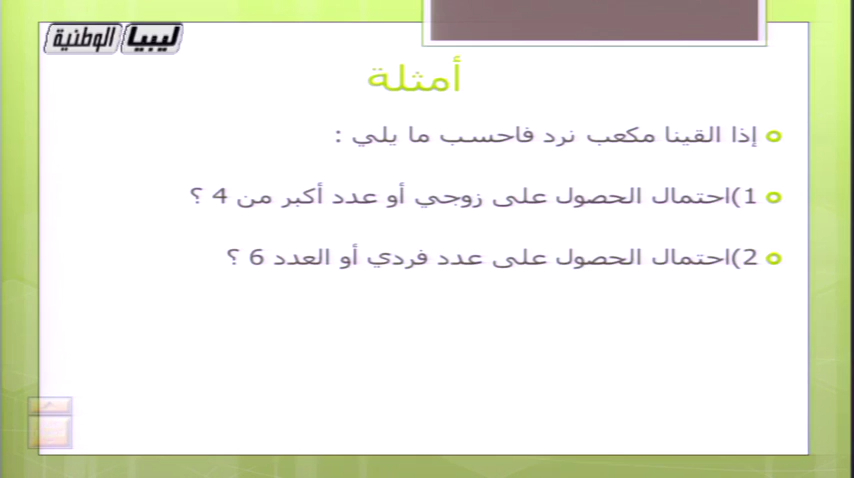 ليبيا الوطنية
أمثلة
إذا القينا مكعب نرد فاحسب ما يلي :
1)احتمال الحصول على زوجي أو عدد أكبر من 4 ؟
2)احتمال الحصول على عدد فردي أو العدد 6 ؟